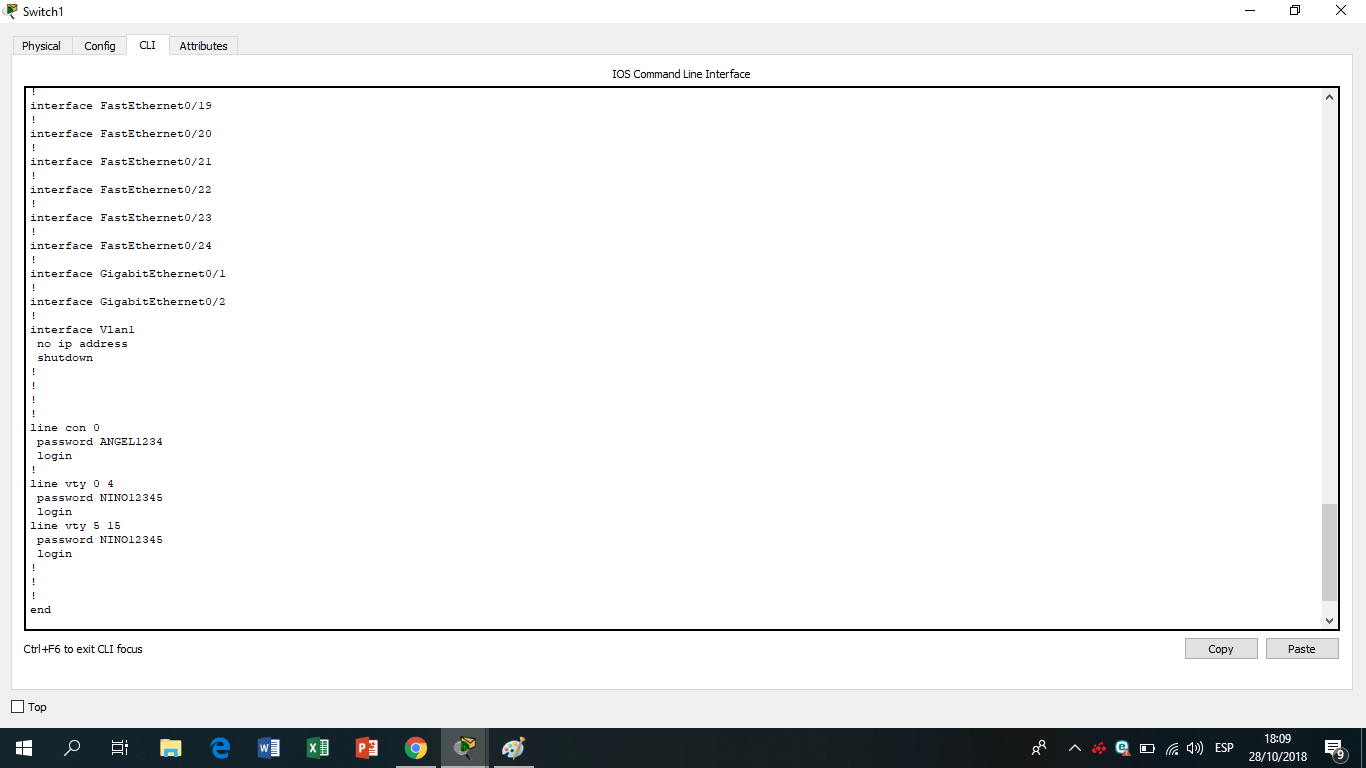 Switch1
Physical Config CLI Attributes
IOS Command Line Interface
!
interface FastEthernet0/19
!
interface FastEthernet0/20
!
interface FastEthernet0/21
!
interface FastEthernet0/22
!
interface FastEthernet0/23
!
interface FastEthernet0/24
!
interface GigabitEthernet0/1
!
interface GigabitEthernet0/2
!
interface Vlan1
 no ip address
 shutdown
!
!
!
!
line con 0
 password ANGEL1234
 login
!
line vty 0 4
 password NINO12345
 login
line vty 5 15
 password NINO12345
 login
!
!
!
end
Ctrl+F6 to exit CLI focus
Copy Paste
Top
ESP
18:09
28/10/2018
9